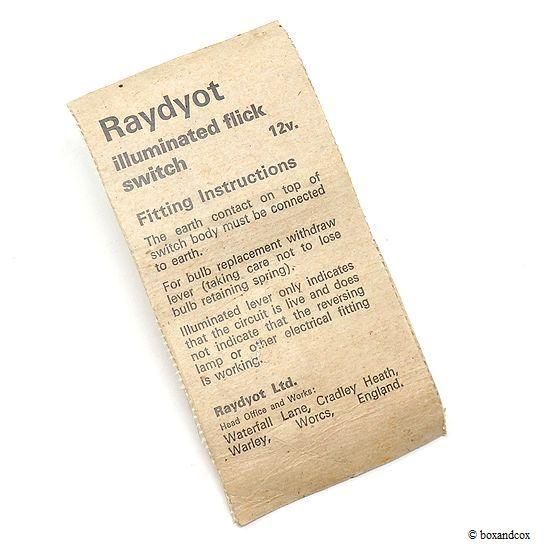 Raydyot
illuminated flick
switch 12v.
Fitting Instructions
The earth contact on top of
switch body must be connected
to earth.
For bulb replacement withdraw
lever (taking care not to lose
bulb retaining spring).
Illuminated lever only indicates
that the circuit is live and does
not indicate that the reversing
lamp or other electrical fitting
is working.
Raydyot Ltd.
Head Office and Works:
Waterfall Lane, Cradley Heath,
Warley, Worcs, England.
© boxandcox